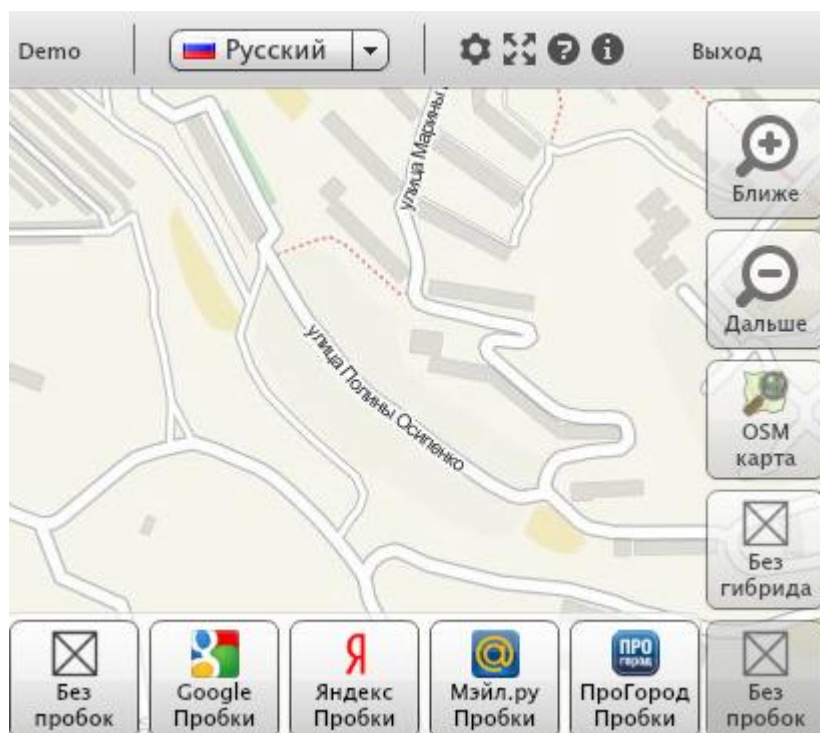 Demo
Русский
Выход
улица Марины
Ближе
Дальше
улица Полины Осипенко
OSM
карта
Без
гибрида
Без
пробок
Google
Пробки
Яндекс
Пробки
Мэйл.ру
Пробки
ПРО
город
ПроГород
Пробки
Без
пробок